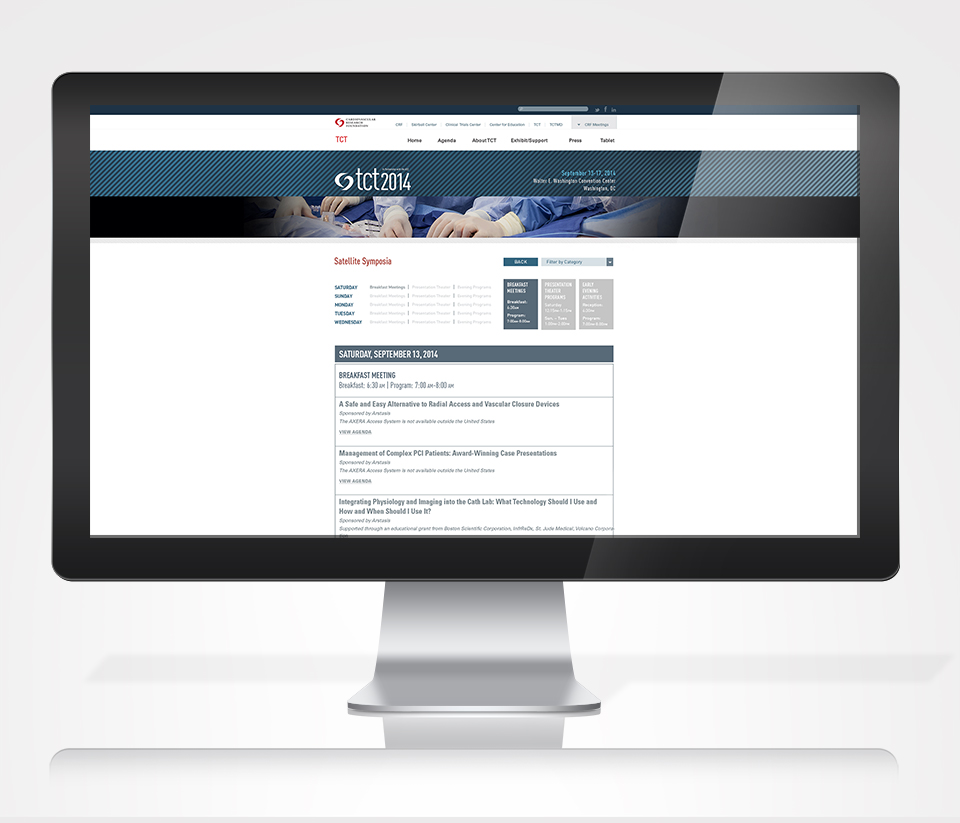 CARDIOVASCULAR
RESEARCH
FOUNDATION
CRF Skirball Center Clinical Trials Center Center for Education TCT TCTMD CRF Meetings
TCT Home Agenda About TCT Exhibit/Support Press Tablet
tct2014
September 13-17, 2014
Walter E. Washington Convention Center
Washington, DC
Satellite Symposia
BACK Filter by Category
SATURDAY Breakfast Meetings | Presentation Theater | Evening Programs
SUNDAY Breakfast Meetings | Presentation Theater | Evening Programs
MONDAY Breakfast Meetings | Presentation Theater | Evening Programs
TUESDAY Breakfast Meetings | Presentation Theater | Evening Programs
WEDNESDAY Breakfast Meetings | Presentation Theater | Evening Programs
BREAKFAST
MEETINGS
Breakfast:
6:30AM
Program:
7:00AM-8:00AM
PRESENTATION
THEATER
PROGRAMS
Saturday
Sun. - Tues
EARLY
EVENING
ACTIVITIES
Reception:
Program:
SATURDAY, SEPTEMBER 13, 2014
BREAKFAST MEETING
Breakfast: 6:30 AM | Program: 7:00 AM-8:00 AM
A Safe and Easy Alternative to Radial Access and Vascular Closure Devices
Sponsored by Arstasis
The AXERA Access System is not available outside the United States
VIEW AGENDA
Management of Complex PCI Patients: Award-Winning Case Presentations
Sponsored by Arstasis
The AXERA Access System is not available outside the United States
VIEW AGENDA
Integrating Physiology and Imaging into the Cath Lab: What Technology Should I Use and
How and When Should I Use It?
Sponsored by Arstasis
Supported through an educational grant from Boston Scientific Corporation, InfiReDx, St. Jude Medical, Volcano Corpora